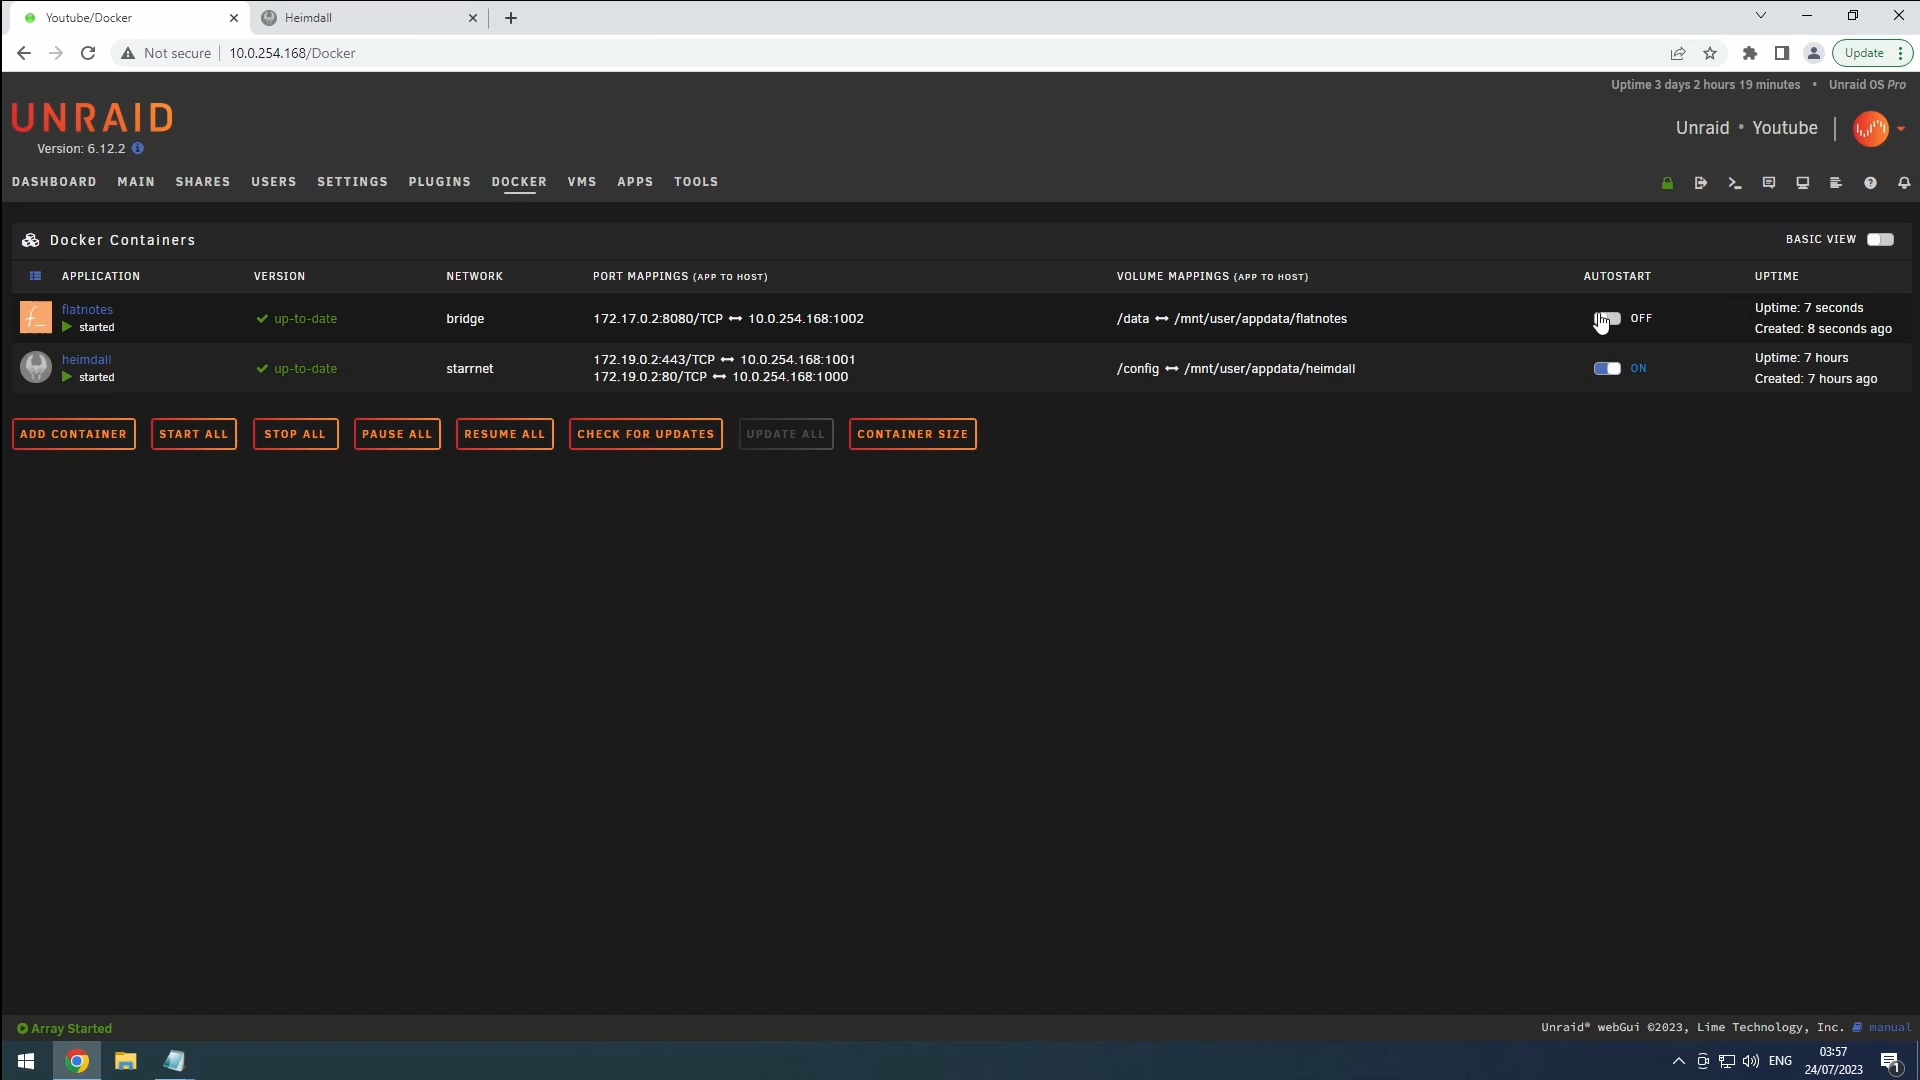 Youtube/Docker
Heimdall
Not secure
10.0.254.168/Docker
Update
Uptime 3 days 2 hours 19 minutes • Unraid OS Pro
UNRAID
Version: 6.12.2
Unraid • Youtube
DASHBOARD MAIN SHARES USERS SETTINGS PLUGINS DOCKER VMS APPS TOOLS
Docker Containers
BASIC VIEW
APPLICATION VERSION NETWORK PORT MAPPINGS (APP TO HOST) VOLUME MAPPINGS (APP TO HOST) AUTOSTART UPTIME
flatnotes
started
up-to-date
bridge
172.17.0.2:8080/TCP ↔ 10.0.254.168:1002
/data ↔ /mnt/user/appdata/flatnotes
OFF
Uptime: 7 seconds
Created: 8 seconds ago
heimdall
started
up-to-date
starrnet
172.19.0.2:443/TCP ↔ 10.0.254.168:1001
172.19.0.2:80/TCP ↔ 10.0.254.168:1000
/config ↔ /mnt/user/appdata/heimdall
ON
Uptime: 7 hours
Created: 7 hours ago
ADD CONTAINER START ALL STOP ALL PAUSE ALL RESUME ALL CHECK FOR UPDATES UPDATE ALL CONTAINER SIZE
Array Started
Unraid® webGui ©2023, Lime Technology, Inc. manual
ENG
03:57
24/07/2023
1